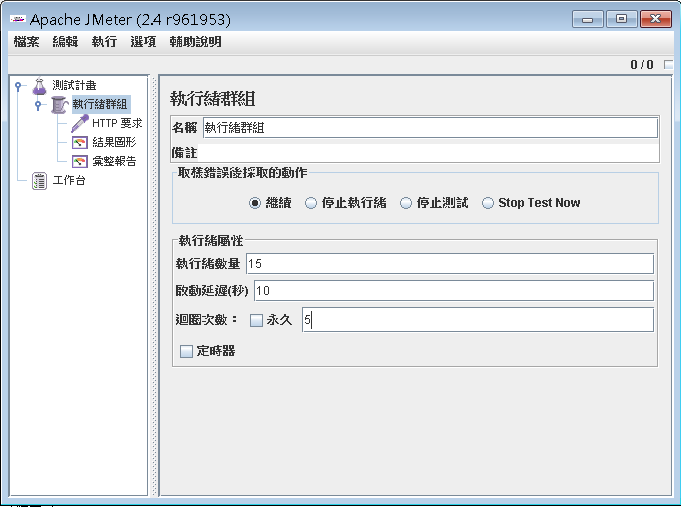 Apache JMeter (2.4 r961953)
檔案 編輯 執行 選項 輔助說明
0 / 0
測試計畫
執行緒群組
HTTP 要求
結果圖形
彙整報告
工作台
執行緒群組
名稱 執行緒群組
備註
取樣錯誤後採取的動作
繼續 停止執行緒 停止測試 Stop Test Now
執行緒屬性
執行緒數量 15
啟動延遲(秒) 10
迴圈次數： 永久 5
定時器